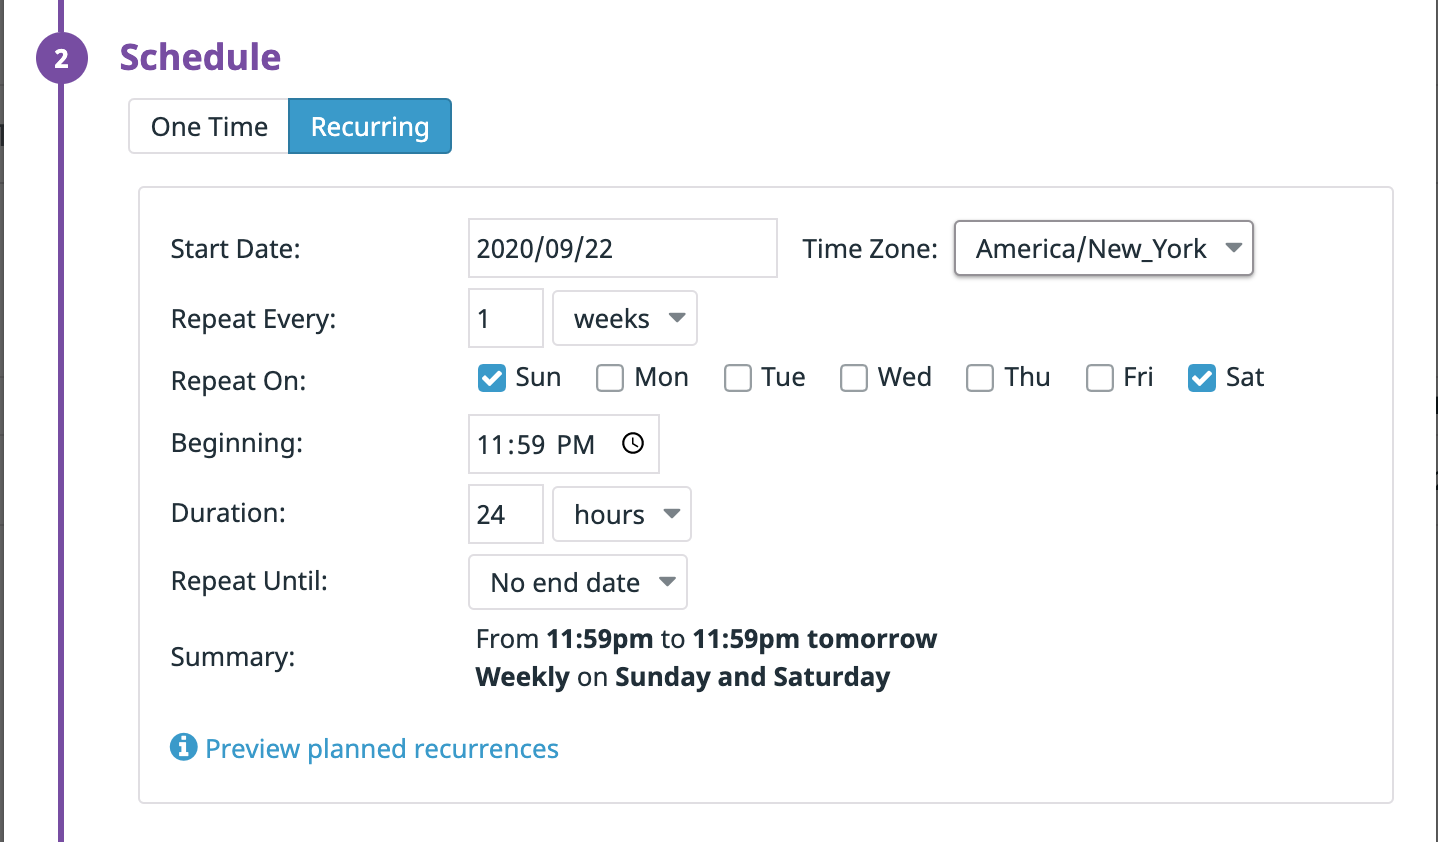 2 Schedule
One Time Recurring
Start Date: 2020/09/22 Time Zone: America/New_York
Repeat Every: 1 weeks
Repeat On: Sun Mon Tue Wed Thu Fri Sat
Beginning: 11:59 PM
Duration: 24 hours
Repeat Until: No end date
Summary: From 11:59pm to 11:59pm tomorrow
Weekly on Sunday and Saturday
Preview planned recurrences